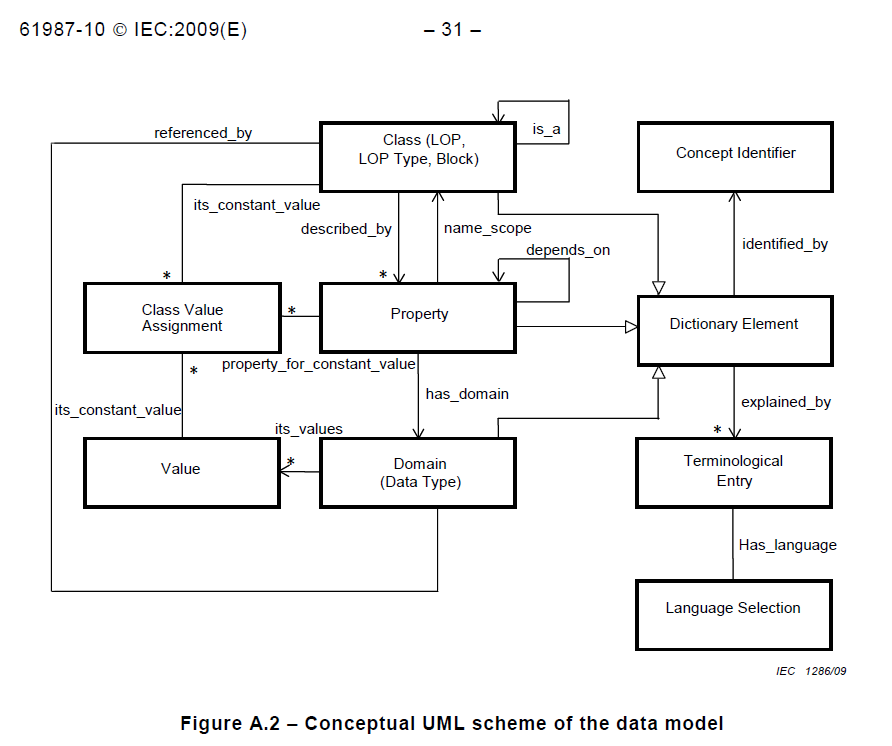 61987-10 © IEC:2009(E)
– 31 –
referenced_by
Class (LOP,
LOP Type, Block)
is_a
Concept Identifier
its_constant_value
described_by
name_scope
depends_on
identified_by
*
*
Class Value
Assignment
*
Property
Dictionary Element
*
property_for_constant_value
has_domain
explained_by
its_constant_value
its_values
*
*
Value
Domain
(Data Type)
Terminological
Entry
Has_language
Language Selection
IEC 1286/09
Figure A.2 – Conceptual UML scheme of the data model